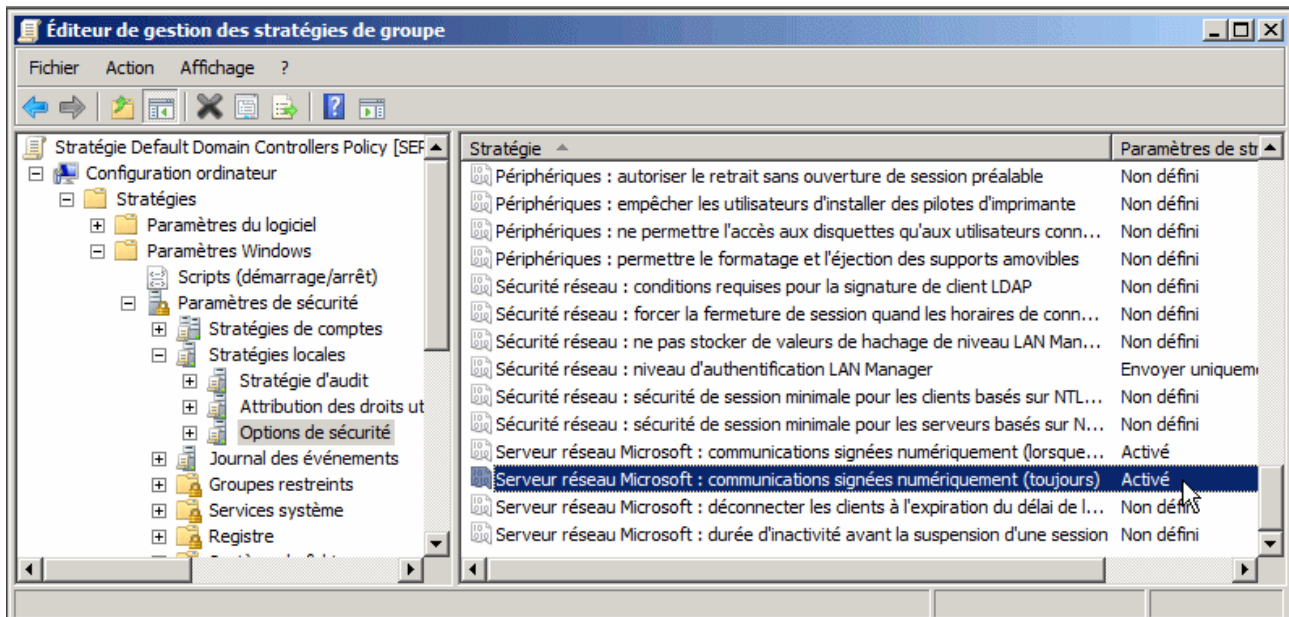 Éditeur de gestion des stratégies de groupe
Fichier Action Affichage ?
Stratégie Default Domain Controllers Policy [SER
Configuration ordinateur
Stratégies
Paramètres du logiciel
Paramètres Windows
Scripts (démarrage/arrêt)
Paramètres de sécurité
Stratégies de comptes
Stratégies locales
Stratégie d'audit
Attribution des droits ut
Options de sécurité
Journal des événements
Groupes restreints
Services système
Registre
Stratégie Paramètres de str
Périphériques : autoriser le retrait sans ouverture de session préalable Non défini
Périphériques : empêcher les utilisateurs d'installer des pilotes d'imprimante Non défini
Périphériques : ne permettre l'accès aux disquettes qu'aux utilisateurs conn... Non défini
Périphériques : permettre le formatage et l'éjection des supports amovibles Non défini
Sécurité réseau : conditions requises pour la signature de client LDAP Non défini
Sécurité réseau : forcer la fermeture de session quand les horaires de conn... Non défini
Sécurité réseau : ne pas stocker de valeurs de hachage de niveau LAN Man... Non défini
Sécurité réseau : niveau d'authentification LAN Manager Envoyer uniquem
Sécurité réseau : sécurité de session minimale pour les clients basés sur NTL... Non défini
Sécurité réseau : sécurité de session minimale pour les serveurs basés sur N... Non défini
Serveur réseau Microsoft : communications signées numériquement (lorsque... Activé
Serveur réseau Microsoft : communications signées numériquement (toujours) Activé
Serveur réseau Microsoft : déconnecter les clients à l'expiration du délai de l... Non défini
Serveur réseau Microsoft : durée d'inactivité avant la suspension d'une session Non défini